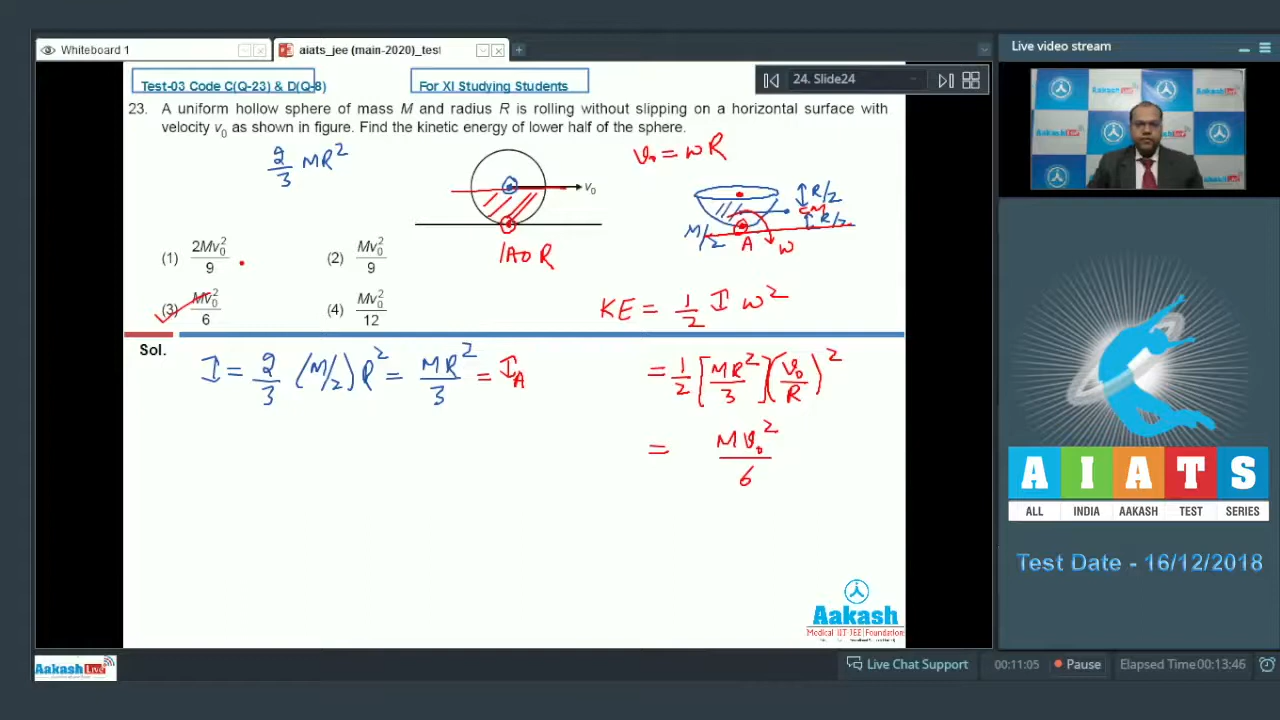 Whiteboard 1
aiats_jee (main-2020)_test
Live video stream
Test-03 Code C(Q-23) & D(Q-8)
For XI Studying Students
24. Slide24
23. A uniform hollow sphere of mass M and radius R is rolling without slipping on a horizontal surface with
velocity v₀ as shown in figure. Find the kinetic energy of lower half of the sphere.
2/3 MR²
v₀ = ωR
v₀
R/2
CM
R/2
M/2
A
ω
IAO R
(1) 2Mv₀²/9
(2) Mv₀²/9
(3) Mv₀²/6
(4) Mv₀²/12
KE = 1/2 I ω²
Sol.
I = 2/3 (M/2) R² = MR²/3 = I_A
= 1/2 [MR²/3] (v₀/R)²
= Mv₀²/6
AIATS
ALL INDIA AAKASH TEST SERIES
Test Date - 16/12/2018
Aakash
Medical IIT-JEE Foundations
Aakash Live
Live Chat Support
00:11:05
Pause
Elapsed Time 00:13:46